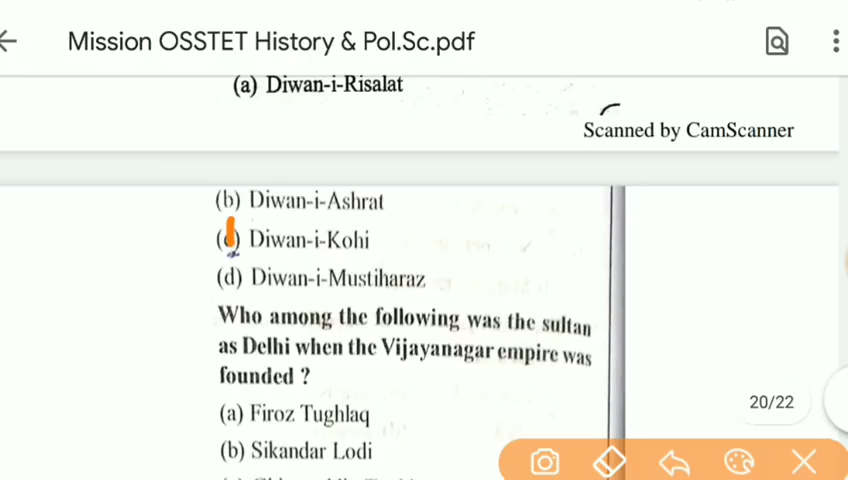 Mission OSSTET History & Pol.Sc.pdf
(a) Diwan-i-Risalat
Scanned by CamScanner
(b) Diwan-i-Ashrat
(c) Diwan-i-Kohi
(d) Diwan-i-Mustiharaz
Who among the following was the sultan
as Delhi when the Vijayanagar empire was
founded ?
(a) Firoz Tughlaq
20/22
(b) Sikandar Lodi